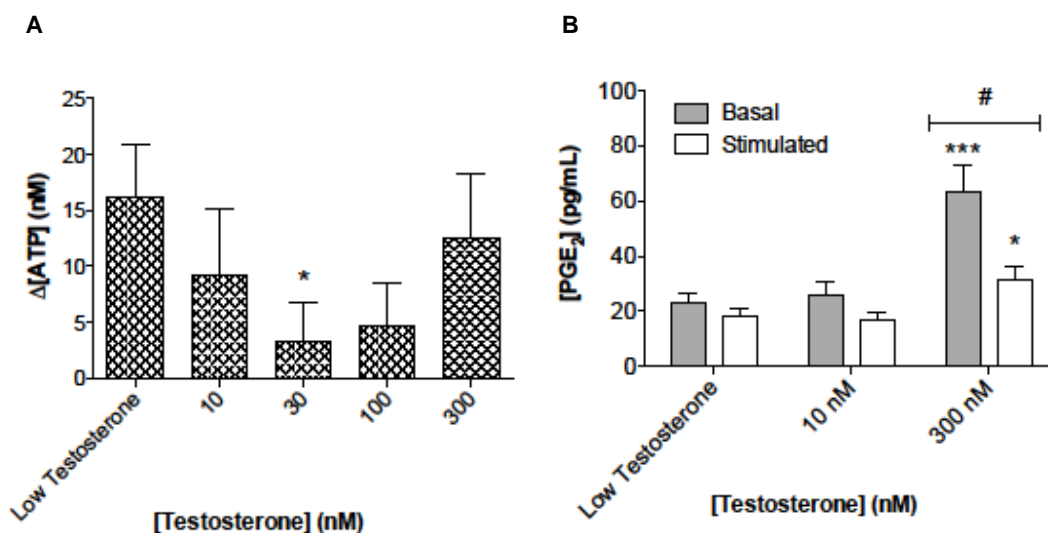 A
B
25
20
15
10
5
0
Δ[ATP] (nM)
*
Low Testosterone
10
30
100
300
[Testosterone] (nM)
100
80
60
40
20
0
[PGE₂] (pg/mL)
Basal
Stimulated
#
***
*
Low Testosterone
10 nM
300 nM
[Testosterone] (nM)